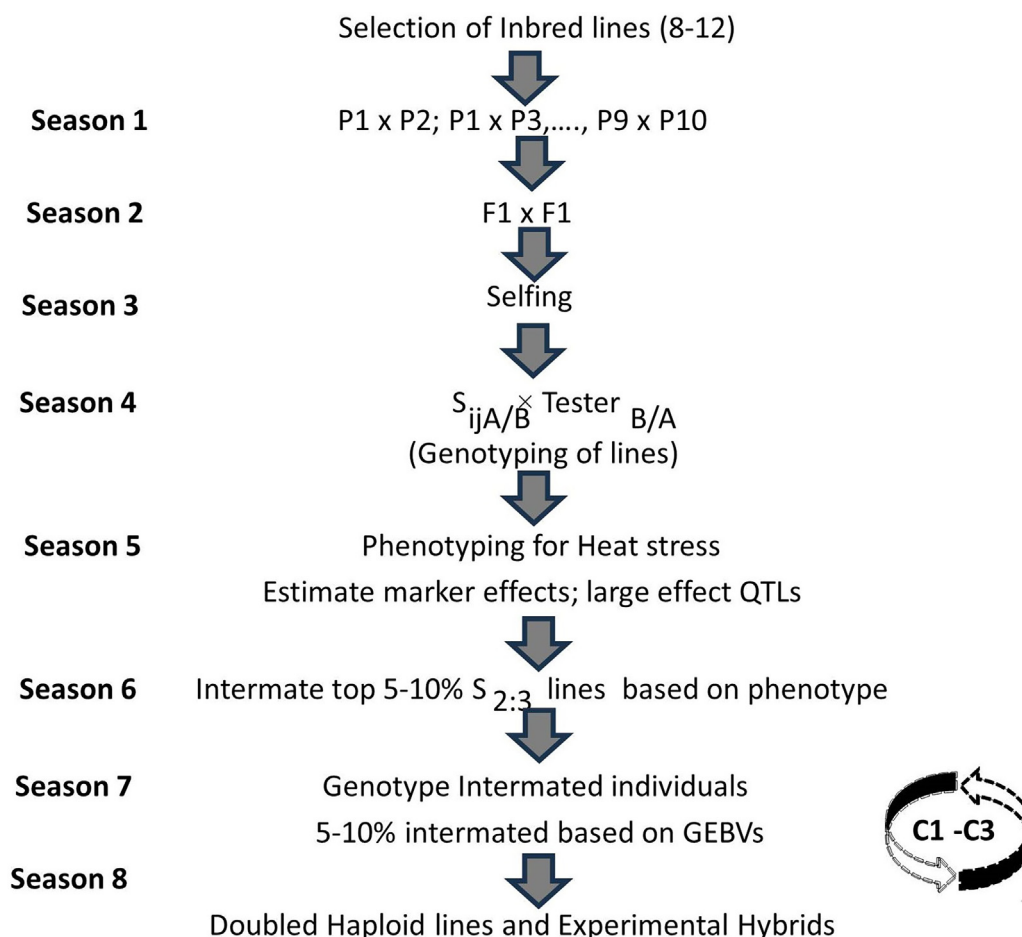 Selection of Inbred lines (8-12)
Season 1 P1 x P2; P1 x P3,...., P9 x P10
Season 2 F1 x F1
Season 3 Selfing
Season 4 S ijA/B × Tester B/A
(Genotyping of lines)
Season 5 Phenotyping for Heat stress
Estimate marker effects; large effect QTLs
Season 6 Intermate top 5-10% S 2:3 lines based on phenotype
Season 7 Genotype Intermated individuals
5-10% intermated based on GEBVs
C1 -C3
Season 8
Doubled Haploid lines and Experimental Hybrids